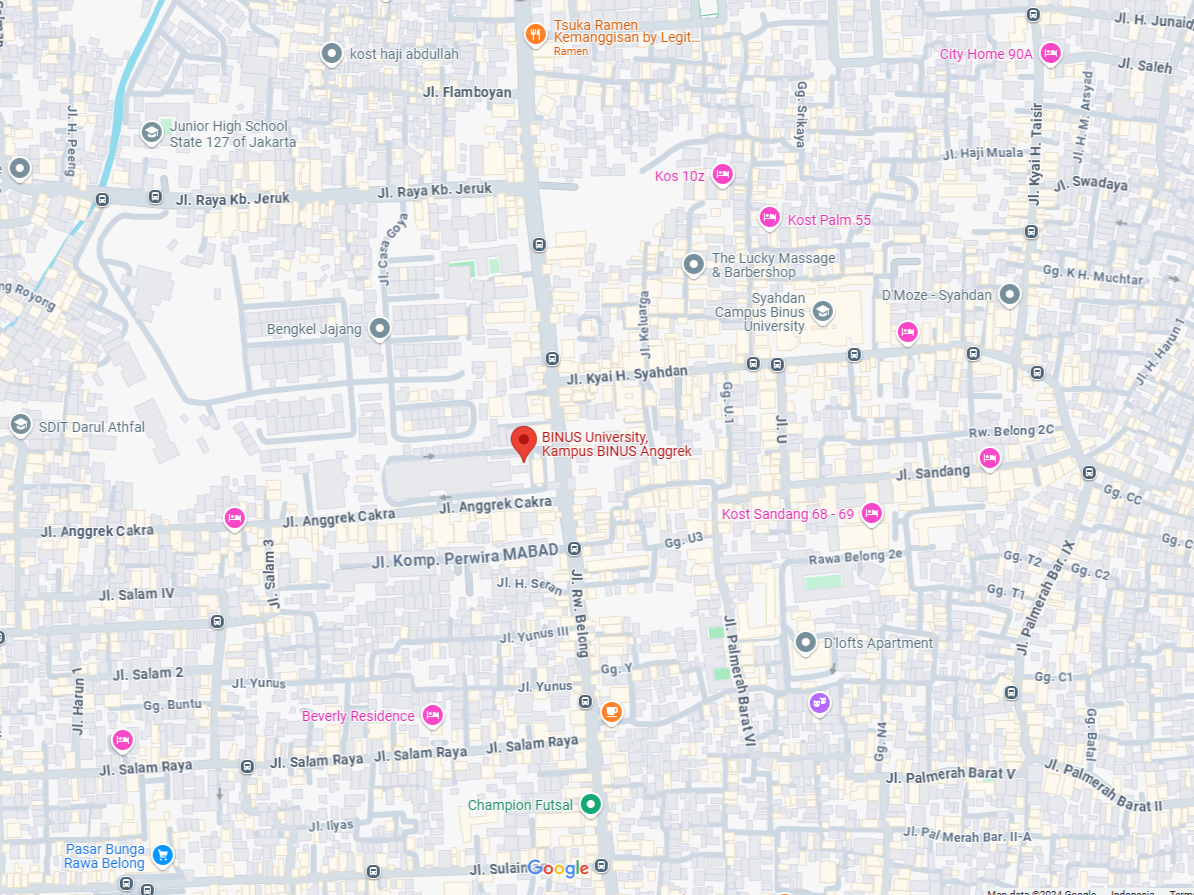 Tsuka Ramen
Kemanggisan by Legit...
Ramen
Jl. H. Junaid
kost haji abdullah
City Home 90A
Jl. Saleh
Jl. Flamboyan
Gg. Srikaya
Jl. H. M. Arsyad
Jl. Kyai H. Taisir
Jl. H. Peeng
Junior High School
State 127 of Jakarta
Jl. Haji Muala
Kos 10z
Jl. Swadaya
Jl. Raya Kb. Jeruk
Jl. Raya Kb. Jeruk
Kost Palm 55
Jl. Casa Goya
The Lucky Massage
& Barbershop
Gg. K H. Muchtar
ng Royong
D'Moze - Syahdan
Syahdan
Campus Binus
University
Jl. Keluarga
Bengkel Jajang
Jl. H. Harun 1
Jl. Kyai H. Syahdan
Gg. U.1
Jl. U
SDIT Darul Athfal
BINUS University,
Kampus BINUS Anggrek
Rw. Belong 2C
Jl. Sandang
Gg. CC
Jl. Anggrek Cakra
Jl. Anggrek Cakra
Jl. Anggrek Cakra
Kost Sandang 68 - 69
Gg. U3
Jl. Komp. Perwira MABAD
Rawa Belong 2e
Gg. T2
Gg. C2
Jl. Salam 3
Jl. H. Seran
Jl. Rw. Belong
Gg. T1
Jl. Palmerah Bar. IX
Jl. Salam IV
Jl. Yunus III
Jl. Palmerah Barat VI
D'lofts Apartment
Gg. Y
Jl. Salam 2
Jl. Yunus
Jl. Yunus
Gg. C1
Jl. Harun 1
Gg. Buntu
Beverly Residence
Gg. N4
Gg. Batal
Jl. Salam Raya
Jl. Salam Raya
Jl. Salam Raya
Jl. Salam Raya
Jl. Palmerah Barat V
Jl. Palmerah Barat II
Champion Futsal
Jl. Ilyas
Jl. Pal Merah Bar. II-A
Pasar Bunga
Rawa Belong
Jl. Sulaim
Google
Map data ©2024 Google
Indonesia